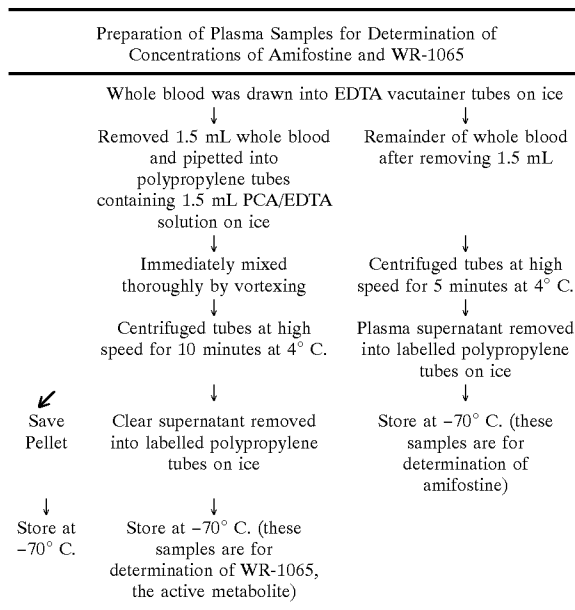 Preparation of Plasma Samples for Determination of
Concentrations of Amifostine and WR-1065
Whole blood was drawn into EDTA vacutainer tubes on ice
↓ ↓
Removed 1.5 mL whole blood
and pipetted into
polypropylene tubes
containing 1.5 mL PCA/EDTA
solution on ice
Remainder of whole blood
after removing 1.5 mL
↓ ↓
Immediately mixed
thoroughly by vortexing
Centrifuged tubes at high
speed for 5 minutes at 4° C.
↓ ↓
Centrifuged tubes at high
speed for 10 minutes at 4° C.
Plasma supernatant removed
into labelled polypropylene
tubes on ice
↙ ↓ ↓
Save
Pellet
Clear supernatant removed
into labelled polypropylene
tubes on ice
Store at –70° C. (these
samples are for
determination of
amifostine)
↓ ↓
Store at
–70° C.
Store at –70° C. (these
samples are for
determination of WR-1065,
the active metabolite)